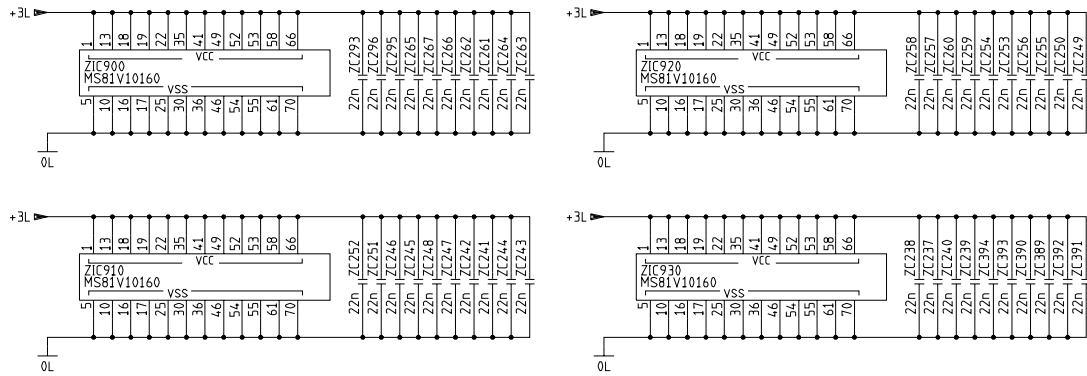 +3L
1 13 18 19 22 35 41 49 52 53 58 66
VCC
ZIC900
MS81V10160
VSS
5 10 16 17 25 30 36 46 54 55 61 70
ZC293 ZC296 ZC295 ZC265 ZC267 ZC266 ZC262 ZC261 ZC264 ZC263
22n 22n 22n 22n 22n 22n 22n 22n 22n 22n
0L
+3L
1 13 18 19 22 35 41 49 52 53 58 66
VCC
ZIC920
MS81V10160
VSS
5 10 16 17 25 30 36 46 54 55 61 70
ZC258 ZC257 ZC260 ZC259 ZC254 ZC253 ZC256 ZC255 ZC250 ZC249
22n 22n 22n 22n 22n 22n 22n 22n 22n 22n
0L
+3L
1 13 18 19 22 35 41 49 52 53 58 66
VCC
ZIC910
MS81V10160
VSS
5 10 16 17 25 30 36 46 54 55 61 70
ZC252 ZC251 ZC246 ZC245 ZC248 ZC247 ZC242 ZC241 ZC244 ZC243
22n 22n 22n 22n 22n 22n 22n 22n 22n 22n
0L
+3L
1 13 18 19 22 35 41 49 52 53 58 66
VCC
ZIC930
MS81V10160
VSS
5 10 16 17 25 30 36 46 54 55 61 70
ZC238 ZC237 ZC240 ZC239 ZC394 ZC393 ZC390 ZC389 ZC392 ZC391
22n 22n 22n 22n 22n 22n 22n 22n 22n 22n
0L